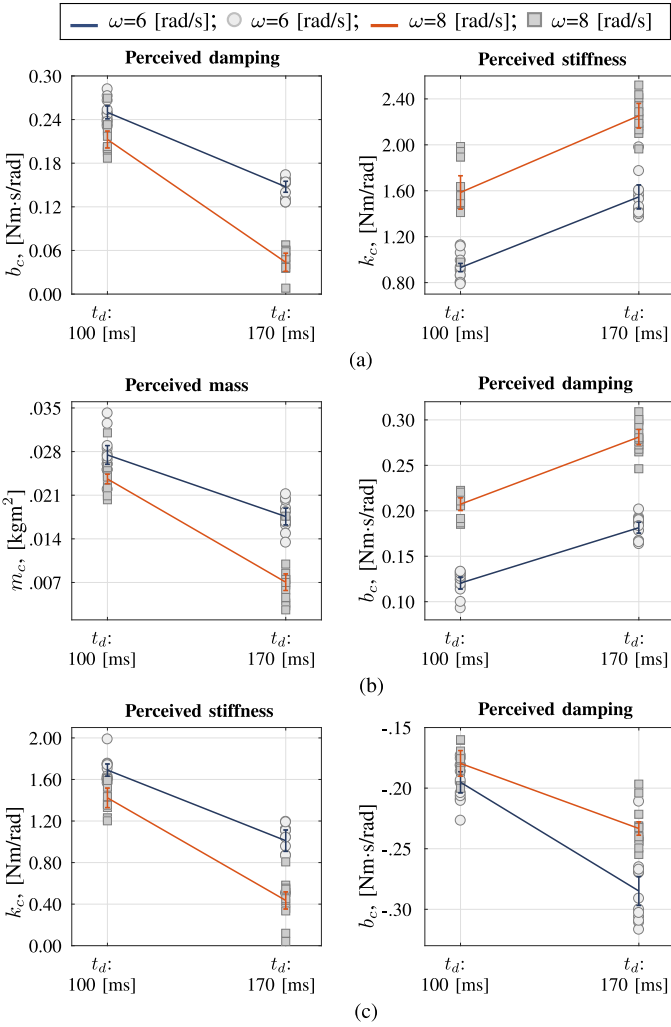 ω=6 [rad/s]; ω=6 [rad/s]; ω=8 [rad/s]; ω=8 [rad/s]
Perceived damping
0.30
0.24
0.18
0.12
0.06
0.00
b_c, [Nm·s/rad]
t_d:
100 [ms]
t_d:
170 [ms]
Perceived stiffness
2.40
2.00
1.60
1.20
0.80
k_c, [Nm/rad]
t_d:
100 [ms]
t_d:
170 [ms]
(a)
Perceived mass
.035
.028
.021
.014
.007
m_c, [kgm²]
t_d:
100 [ms]
t_d:
170 [ms]
Perceived damping
0.30
0.25
0.20
0.15
0.10
b_c, [Nm·s/rad]
t_d:
100 [ms]
t_d:
170 [ms]
(b)
Perceived stiffness
2.00
1.60
1.20
0.80
0.40
0.00
k_c, [Nm/rad]
t_d:
100 [ms]
t_d:
170 [ms]
Perceived damping
-.15
-.20
-.25
-.30
b_c, [Nm·s/rad]
t_d:
100 [ms]
t_d:
170 [ms]
(c)